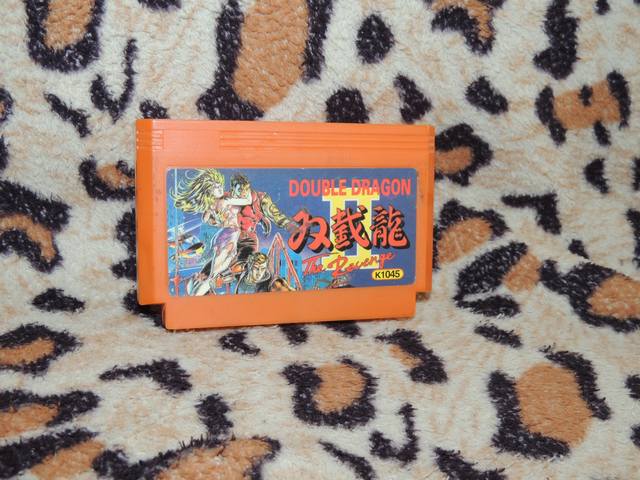 DOUBLE DRAGON
II
双截龍
The Revenge
K1045